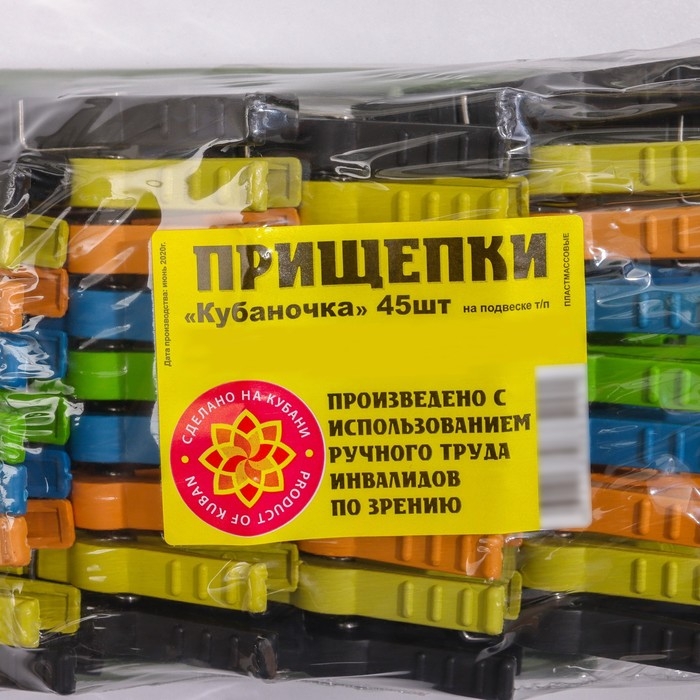 ПРИЩЕПКИ
«Кубаночка» 45шт на подвеске т/п
ПЛАСТМАССОВЫЕ
Дата производства: июнь 2020г.
СДЕЛАНО НА КУБАНИ
PRODUCT OF KUBAN
ПРОИЗВЕДЕНО С
ИСПОЛЬЗОВАНИЕМ
РУЧНОГО ТРУДА
ИНВАЛИДОВ
ПО ЗРЕНИЮ